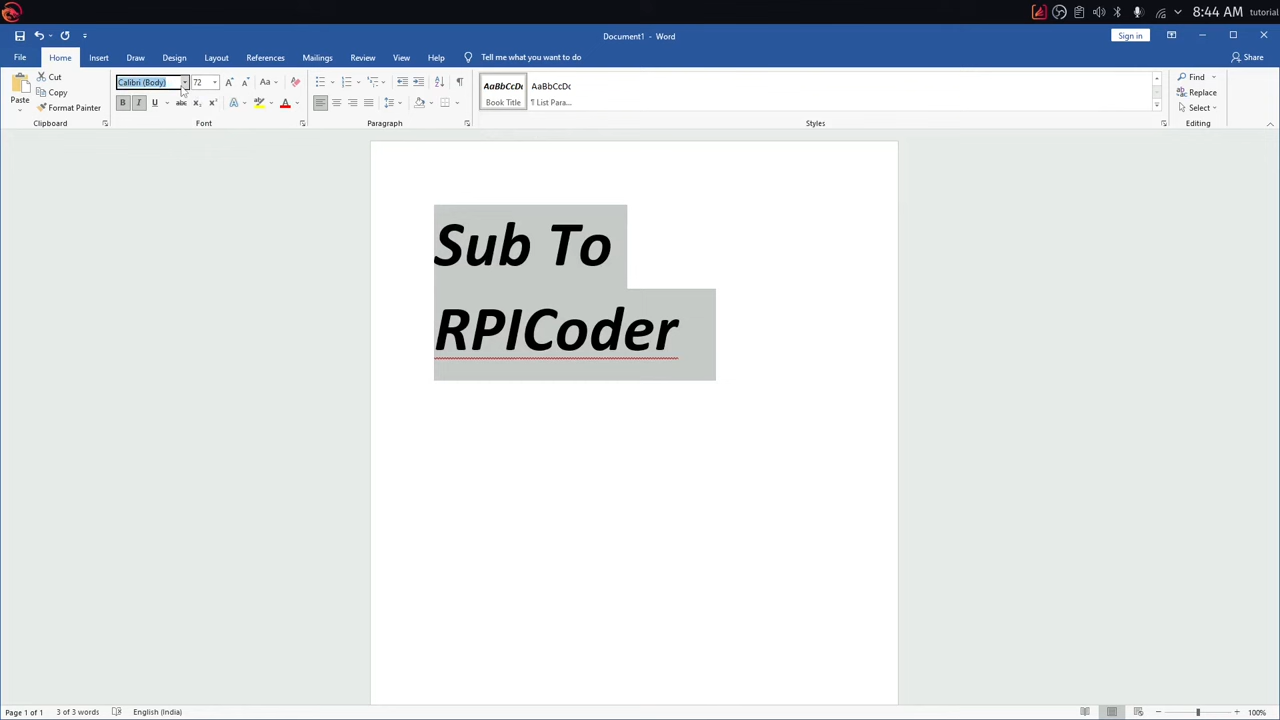 8:44 AM tutorial
Document1 - Word
Sign in
File Home Insert Draw Design Layout References Mailings Review View Help Tell me what you want to do Share
Paste
Cut
Copy
Format Painter
Clipboard
Calibri (Body) 72
Font
Paragraph
AaBbCcDc AaBbCcDc
Book Title ¶ List Para...
Styles
Find
Replace
Select
Editing
Sub To
RPICoder
Page 1 of 1 3 of 3 words English (India) 100%